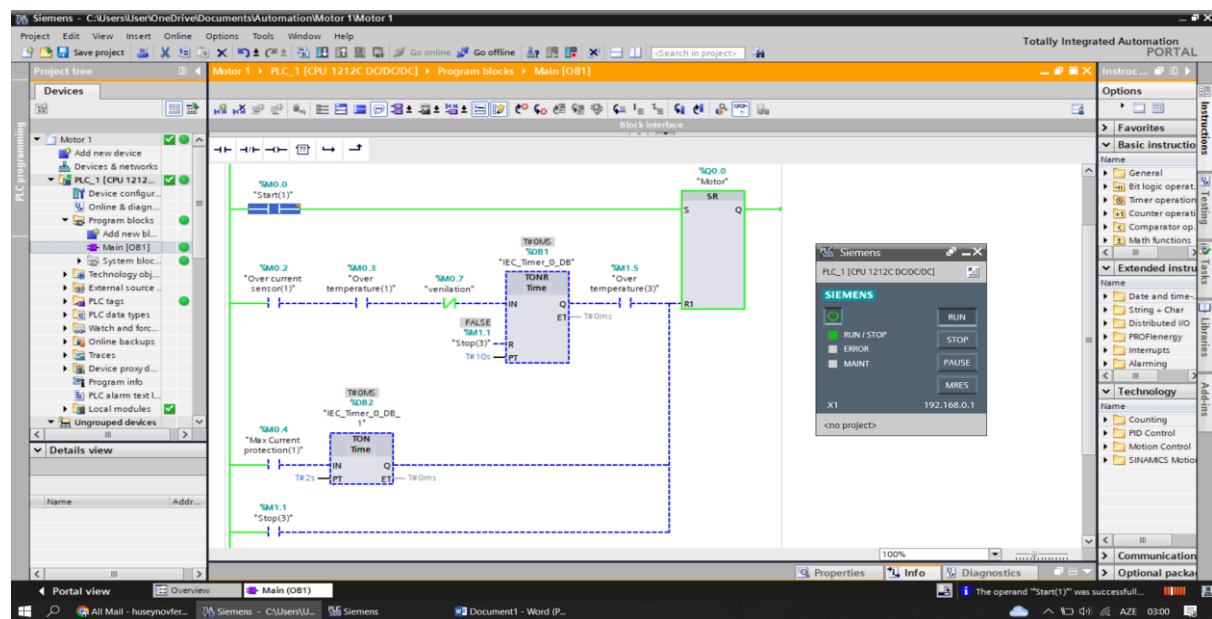 Siemens - C:\Users\User\OneDrive\Documents\Automation\Motor 1\Motor 1
Project Edit View Insert Online Options Tools Window Help
Totally Integrated Automation
PORTAL
Save project
Go online
Go offline
<Search in project>
Project tree
Motor 1 PLC_1 [CPU 1212C DC/DC/DC] Program blocks Main [OB1]
Instruc...
Devices
Options
Block interface
PLC programming
Motor 1
Add new device
Devices & networks
PLC_1 [CPU 1212...
Device configur...
Online & diagn...
Program blocks
Add new bl...
Main [OB1]
System bloc...
Technology obj...
External source ..
PLC tags
PLC data types
Watch and forc...
Online backups
Traces
Device proxy d...
Program info
PLC alarm text l...
Local modules
Ungrouped devices
Details view
Name Addr...
%M0.0
"Start(1)"
%Q0.0
"Motor"
SR
S Q
R1
T#0MS
%DB1
"IEC_Timer_0_DB"
TONR
Time
IN Q
ET T#0ms
R
PT
%M0.2
"Over current
sensor(1)"
%M0.3
"Over
temperature(1)"
%M0.7
"venilation"
%M1.5
"Over
temperature(3)"
FALSE
%M1.1
"Stop(3)"
T#10s
T#0MS
%DB2
"IEC_Timer_0_DB_
1"
TON
Time
IN Q
PT ET T#0ms
%M0.4
"Max Current
protection(1)"
T#2s
%M1.1
"Stop(3)"
Siemens
PLC_1 [CPU 1212C DC/DC/DC]
SIEMENS
RUN / STOP
ERROR
MAINT
RUN
STOP
PAUSE
MRES
X1 192.168.0.1
<no project>
100%
Properties Info Diagnostics
Favorites
Basic instructio
Name
General
Bit logic operat.
Timer operation
Counter operati
Comparator op.
Math functions
Extended instru
Name
Date and time-.
String + Char
Distributed I/O
PROFIenergy
Interrupts
Alarming
Technology
Name
Counting
PID Control
Motion Control
SINAMICS Motio
Communication
Optional packa
Instructions
Testing
Tasks
Libraries
Add-ins
Portal view Overview Main (OB1)
The operand '"Start(1)"' was successfull...
All Mail - huseynovfer...
Siemens - C:\Users\U...
Siemens
Document1 - Word (P...
AZE 03:00